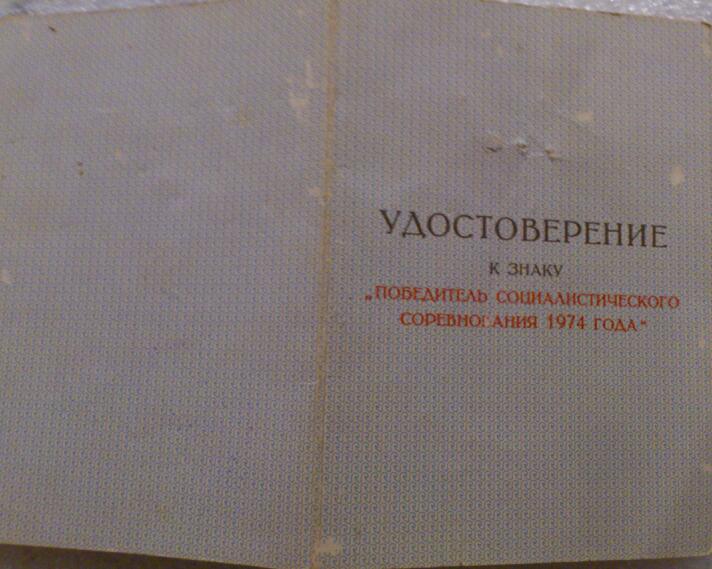 УДОСТОВЕРЕНИЕ
К ЗНАКУ
„ПОБЕДИТЕЛЬ СОЦИАЛИСТИЧЕСКОГО
СОРЕВНОВАНИЯ 1974 ГОДА"